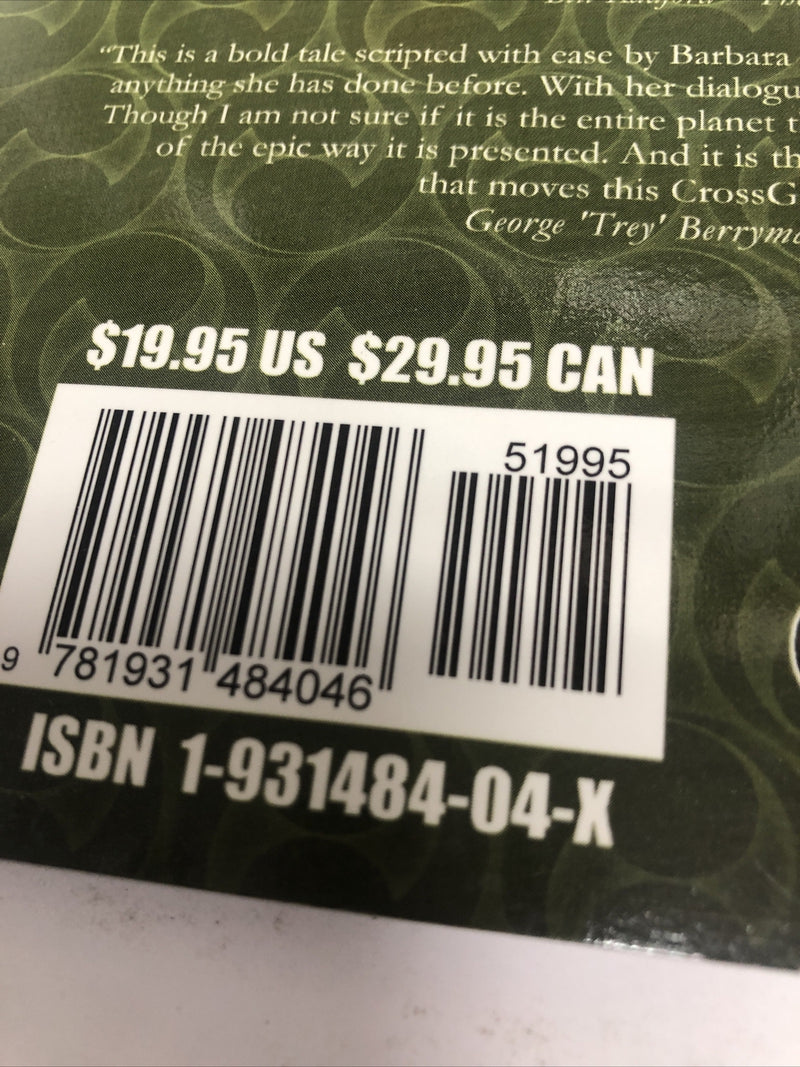 “This is a bold tale scripted with ease by Barbara
anything she has done before. With her dialogu
Though I am not sure if it is the entire planet t
of the epic way it is presented. And it is th
that moves this CrossG
George 'Trey' Berryma
$19.95 US $29.95 CAN
51995
9 781931 484046
ISBN 1-931484-04-X